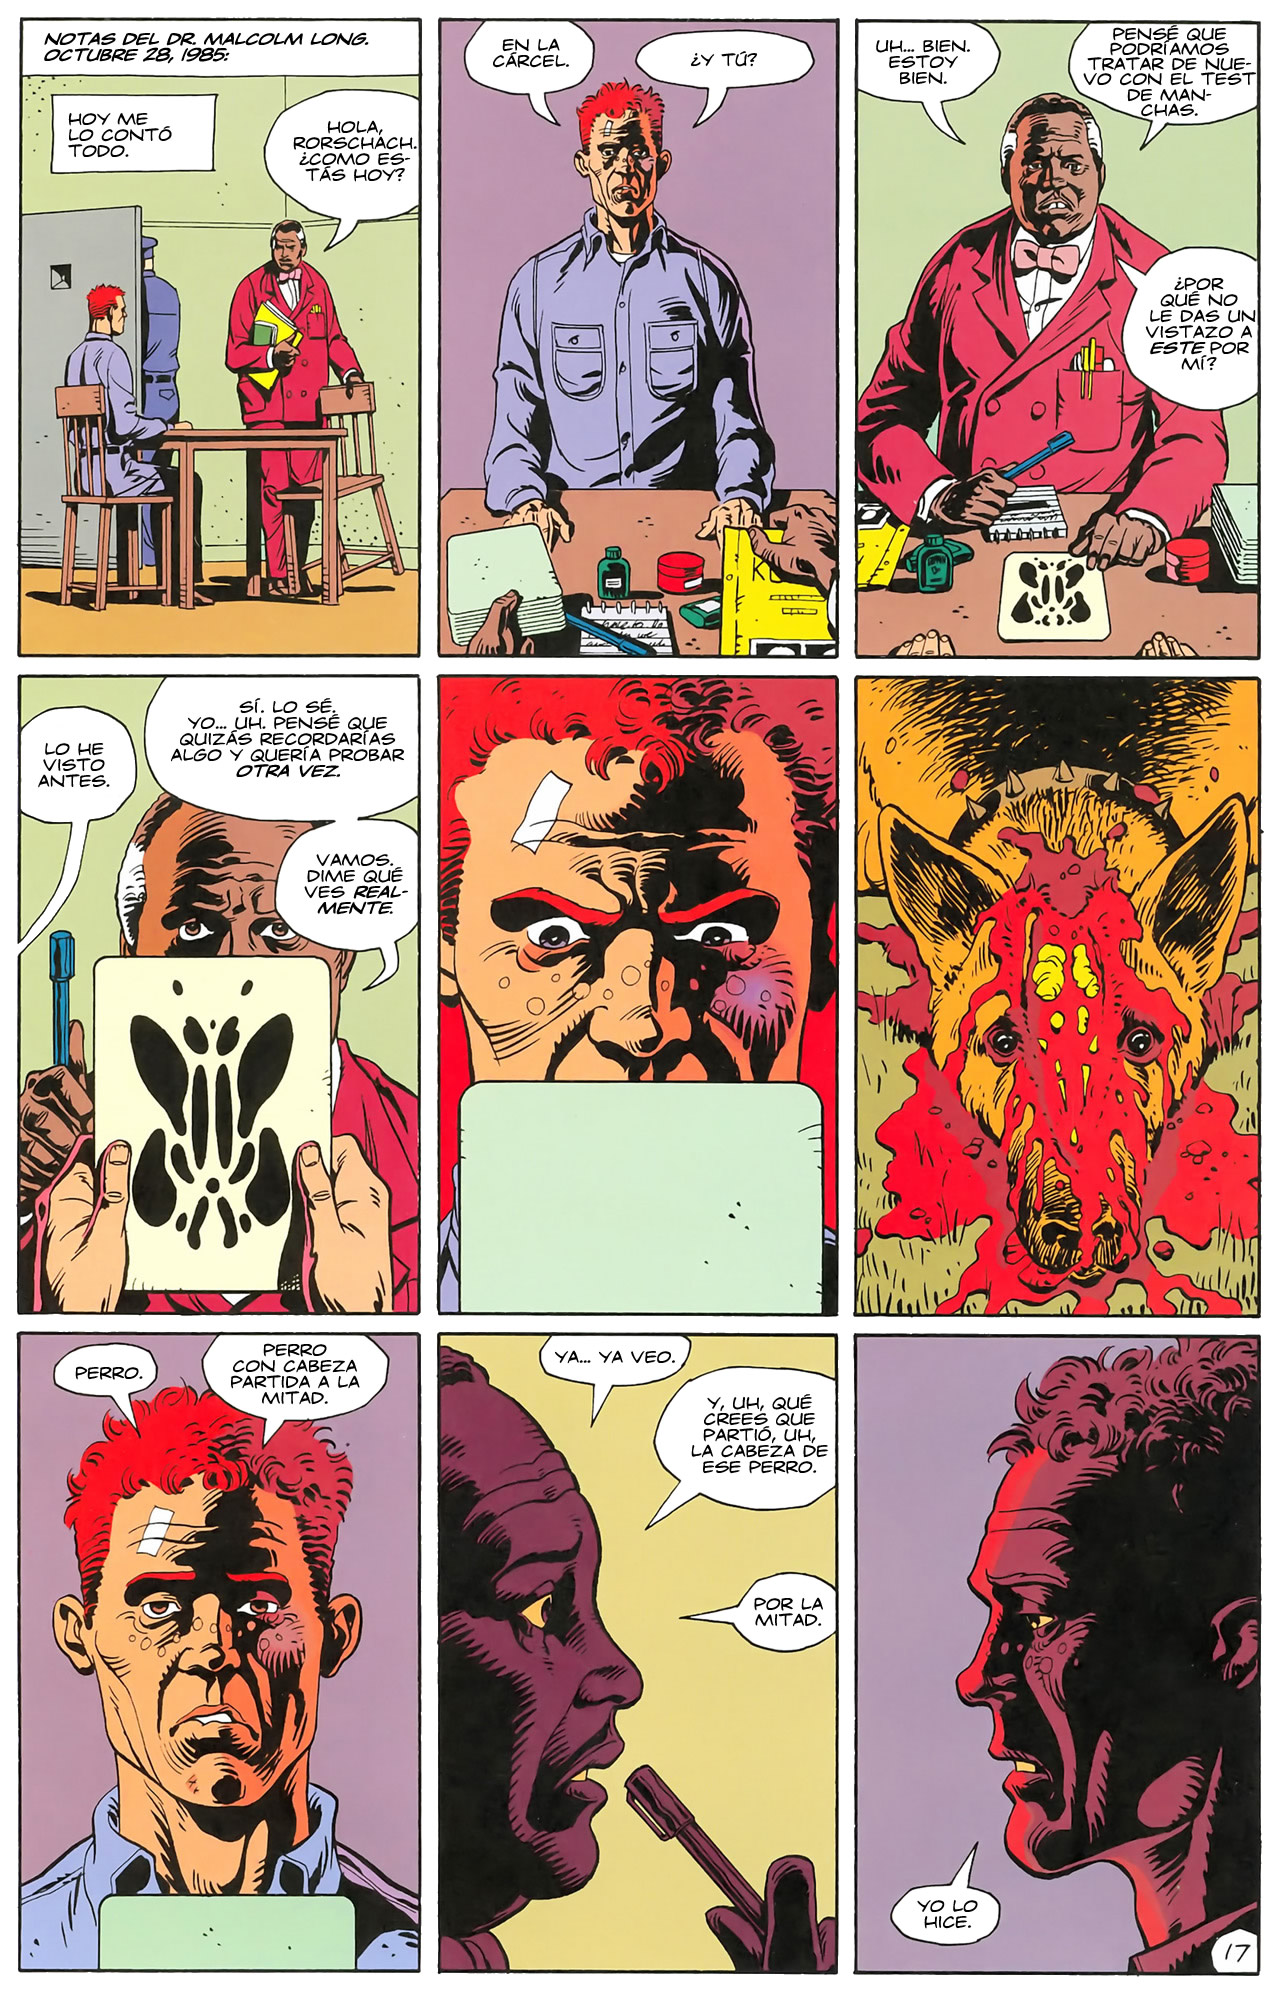 NOTAS DEL DR. MALCOLM LONG.
OCTUBRE 28, 1985:
HOY ME
LO CONTÓ
TODO.
HOLA,
RORSCHACH.
¿COMO ES-
TÁS HOY?
EN LA
CÁRCEL.
¿Y TÚ?
UH... BIEN.
ESTOY
BIEN.
PENSÉ QUE
PODRÍAMOS
TRATAR DE NUE-
VO CON EL TEST
DE MAN-
CHAS.
¿POR
QUÉ NO
LE DAS UN
VISTAZO A
ESTE POR
MÍ?
LO HE
VISTO
ANTES.
SÍ. LO SÉ.
YO... UH. PENSÉ QUE
QUIZÁS RECORDARÍAS
ALGO Y QUERÍA PROBAR
OTRA VEZ.
VAMOS.
DIME QUÉ
VES REAL-
MENTE.
PERRO.
PERRO
CON CABEZA
PARTIDA A LA
MITAD.
YA... YA VEO.
Y, UH, QUÉ
CREES QUE
PARTIÓ, UH,
LA CABEZA DE
ESE PERRO.
POR LA
MITAD.
YO LO
HICE.
17